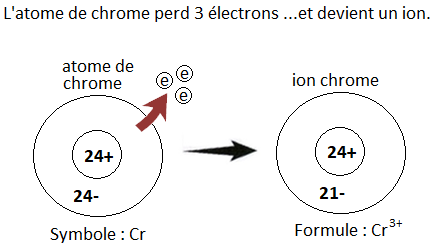 L'atome de chrome perd 3 électrons ...et devient un ion.
atome de
chrome
e e e
ion chrome
24+
24-
24+
21-
Symbole : Cr
Formule : Cr³⁺